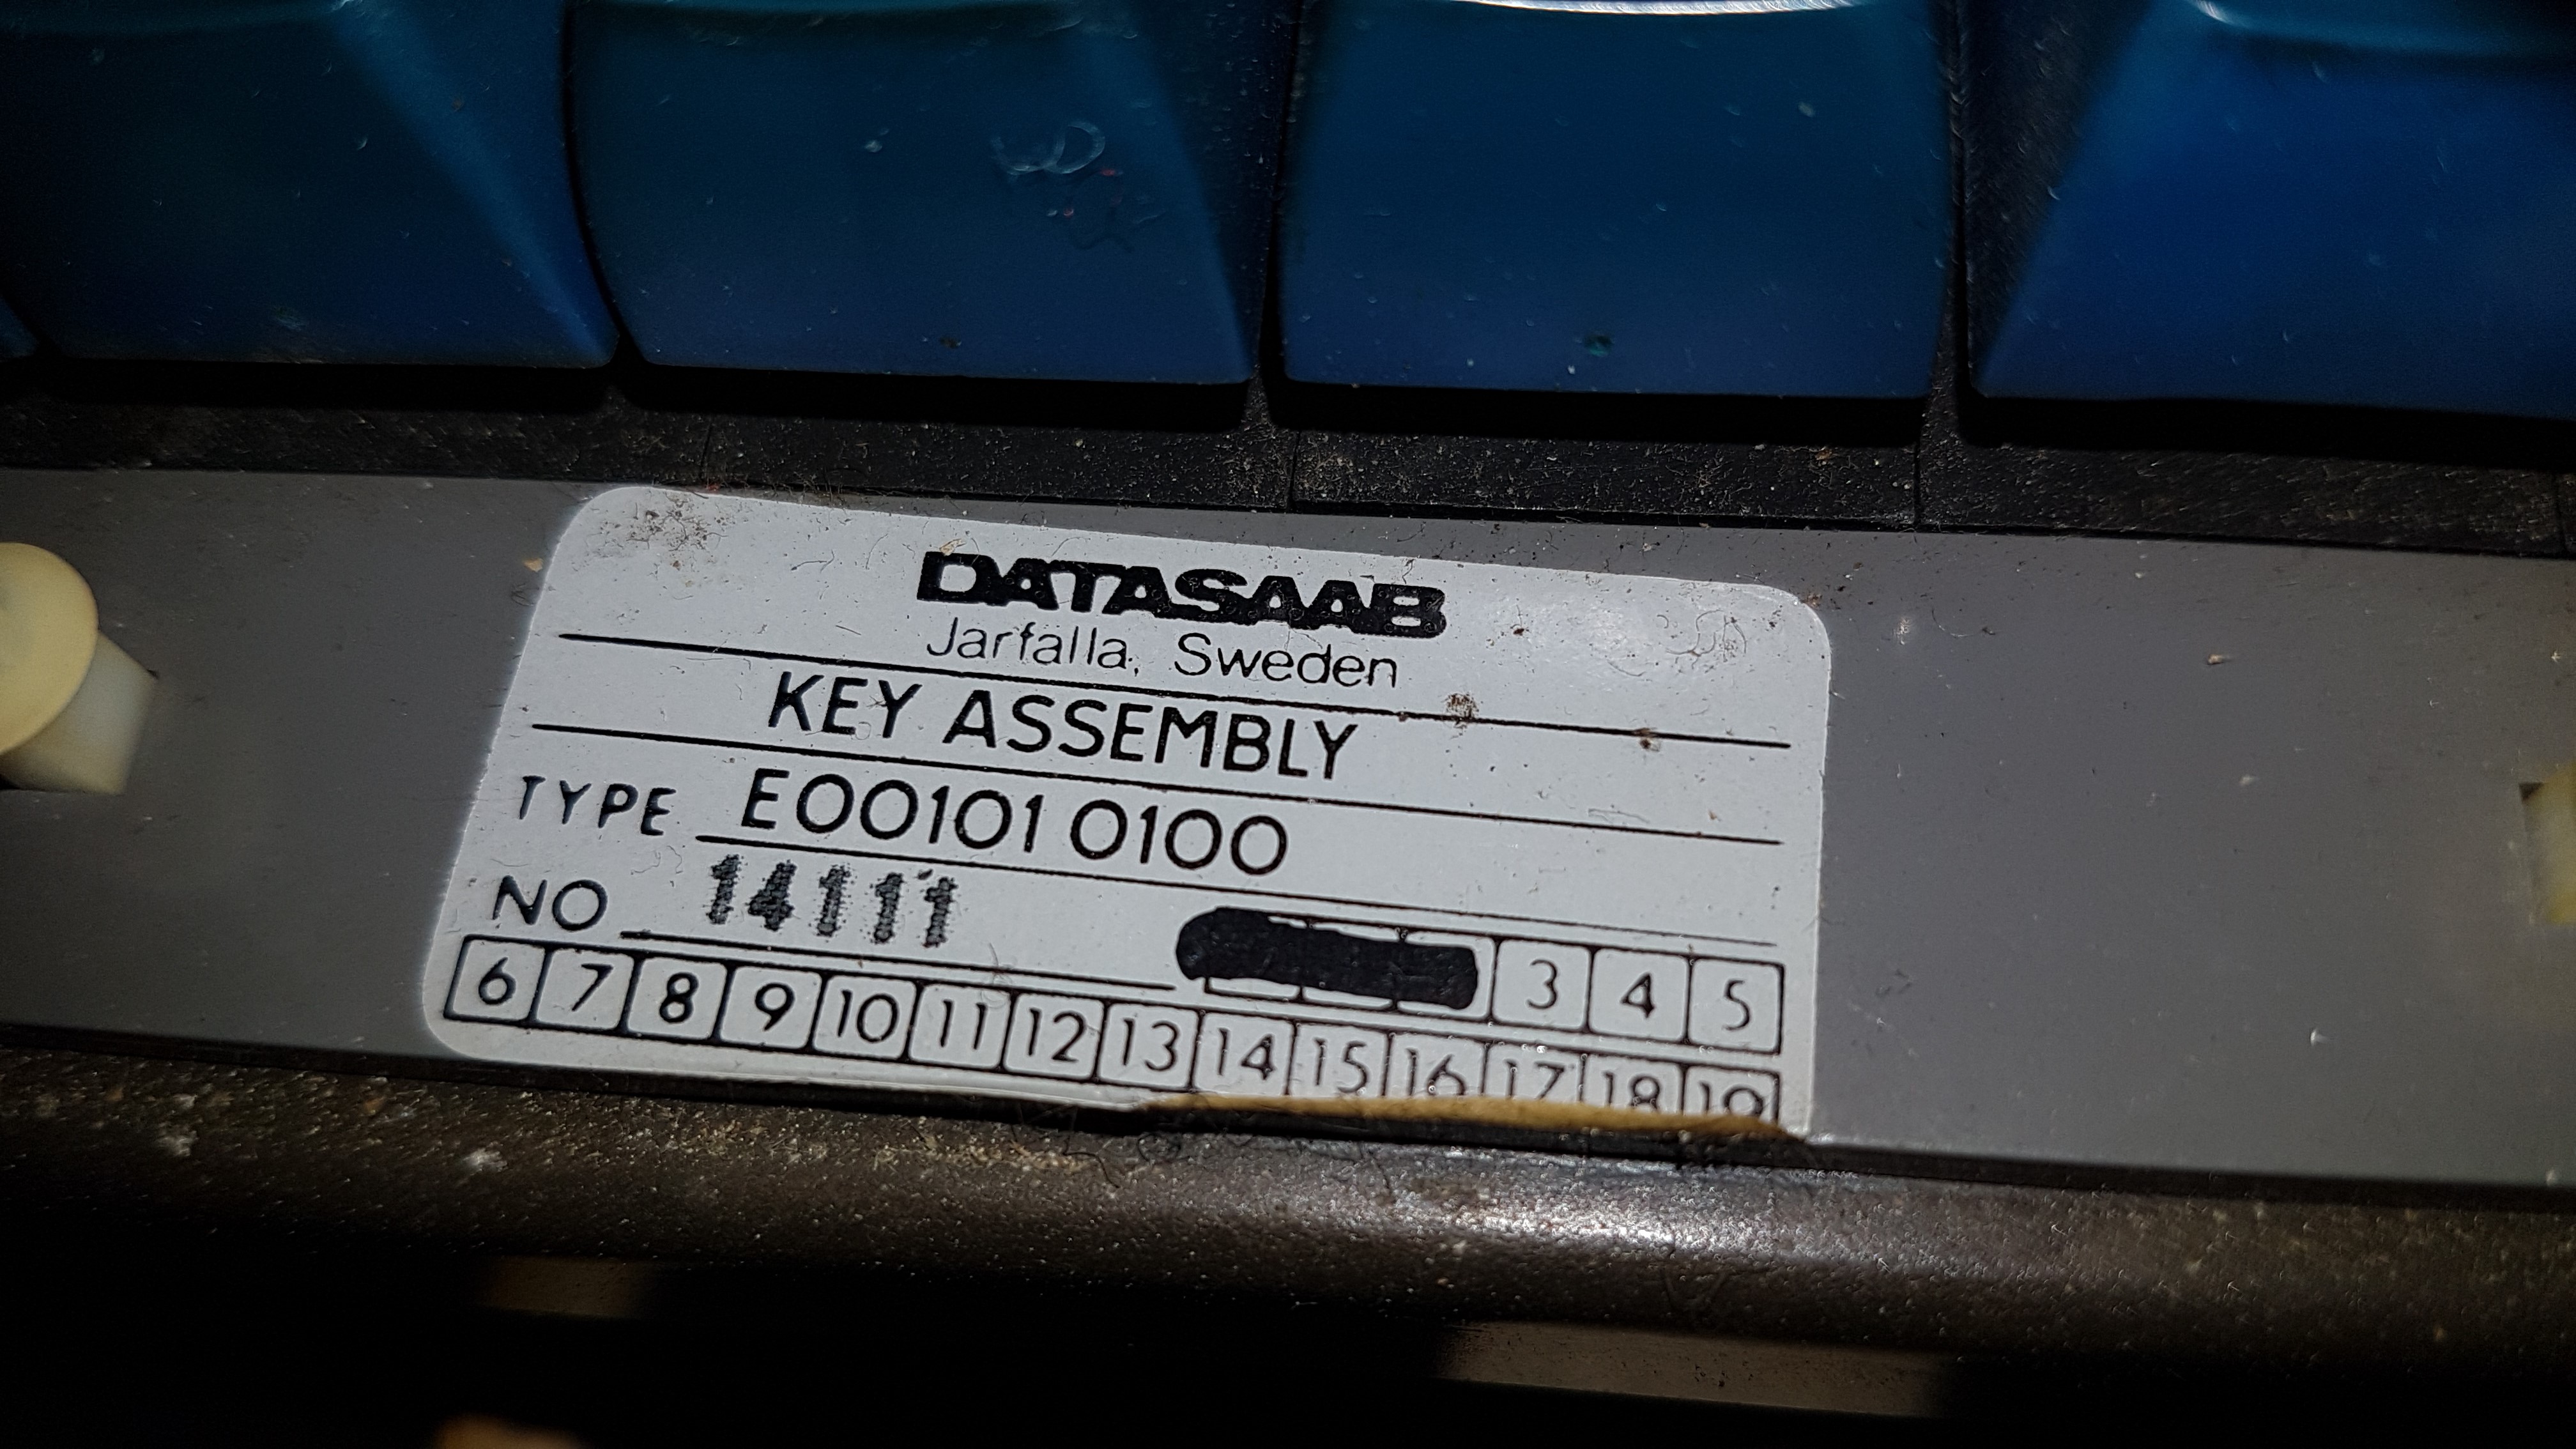 DATASAAB
Jarfalla, Sweden
KEY ASSEMBLY
TYPE E00101 0100
NO 14111
3 4 5
6 7 8 9 10 11 12 13 14 15 16 17 18 19